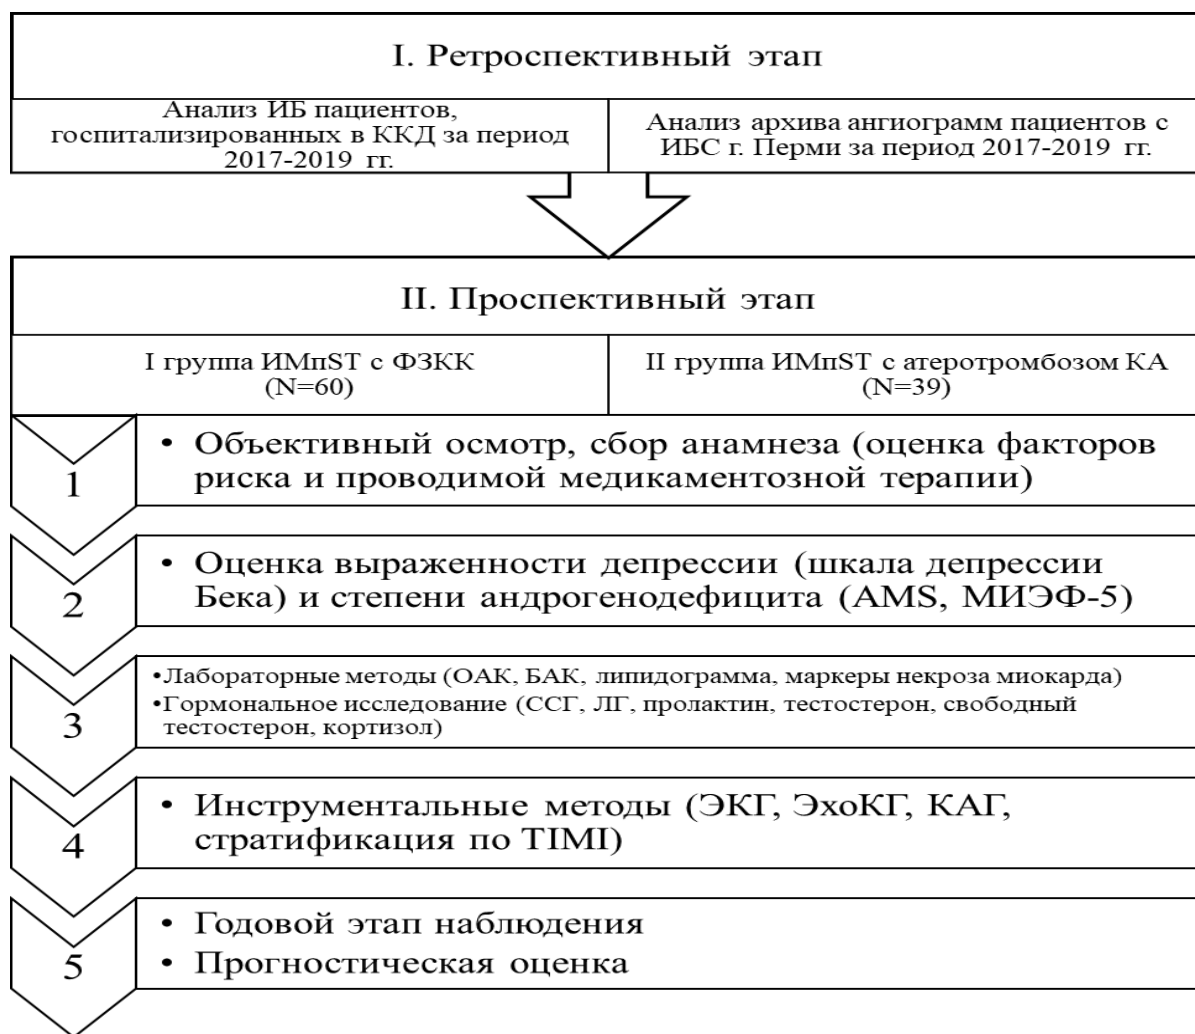 I. Ретроспективный этап
Анализ ИБ пациентов,
госпитализированных в ККД за период
2017-2019 гг.
Анализ архива ангиограмм пациентов с
ИБС г. Перми за период 2017-2019 гг.
II. Проспективный этап
I группа ИМпST с ФЗКК
(N=60)
II группа ИМпST с атеротромбозом КА
(N=39)
1
• Объективный осмотр, сбор анамнеза (оценка факторов
риска и проводимой медикаментозной терапии)
2
• Оценка выраженности депрессии (шкала депрессии
Бека) и степени андрогенодефицита (AMS, МИЭФ-5)
3
•Лабораторные методы (ОАК, БАК, липидограмма, маркеры некроза миокарда)
•Гормональное исследование (ССГ, ЛГ, пролактин, тестостерон, свободный
тестостерон, кортизол)
4
• Инструментальные методы (ЭКГ, ЭхоКГ, КАГ,
стратификация по TIMI)
5
• Годовой этап наблюдения
• Прогностическая оценка